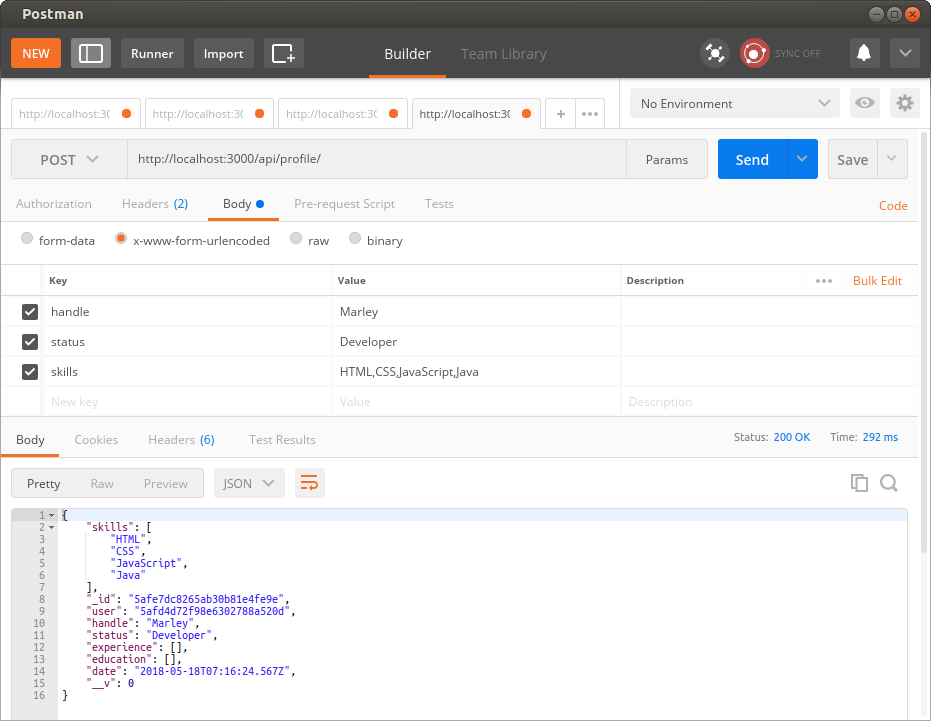 Postman
NEW Runner Import Builder Team Library SYNC OFF
http://localhost:30 http://localhost:30 http://localhost:30 http://localhost:30 + ••• No Environment
POST http://localhost:3000/api/profile/ Params Send Save
Authorization Headers (2) Body Pre-request Script Tests Code
form-data x-www-form-urlencoded raw binary
Key Value Description ••• Bulk Edit
handle Marley
status Developer
skills HTML,CSS,JavaScript,Java
New key Value Description
Body Cookies Headers (6) Test Results Status: 200 OK Time: 292 ms
Pretty Raw Preview JSON
1 {
2 "skills": [
3 "HTML",
4 "CSS",
5 "JavaScript",
6 "Java"
7 ],
8 "_id": "5afe7dc8265ab30b81e4fe9e",
9 "user": "5afd4d72f98e6302788a520d",
10 "handle": "Marley",
11 "status": "Developer",
12 "experience": [],
13 "education": [],
14 "date": "2018-05-18T07:16:24.567Z",
15 "__v": 0
16 }